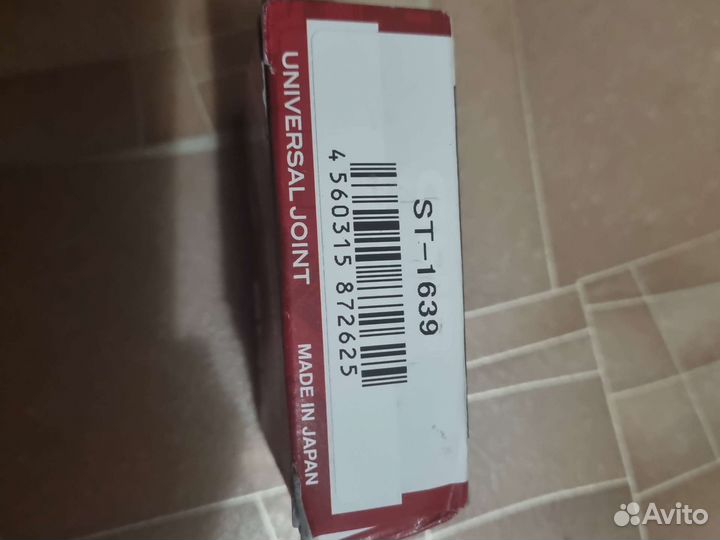 UNIVERSAL JOINT
MADE IN JAPAN
ST-1639
4 560315 872625
Avito